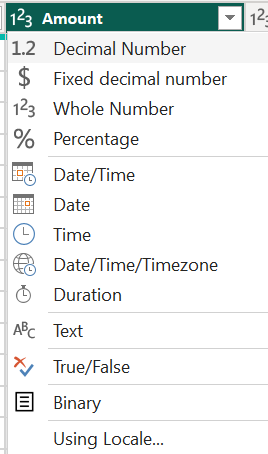 1²3 Amount 1²
1.2 Decimal Number
$ Fixed decimal number
1²3 Whole Number
% Percentage
Date/Time
Date
Time
Date/Time/Timezone
Duration
ABC Text
True/False
Binary
Using Locale...